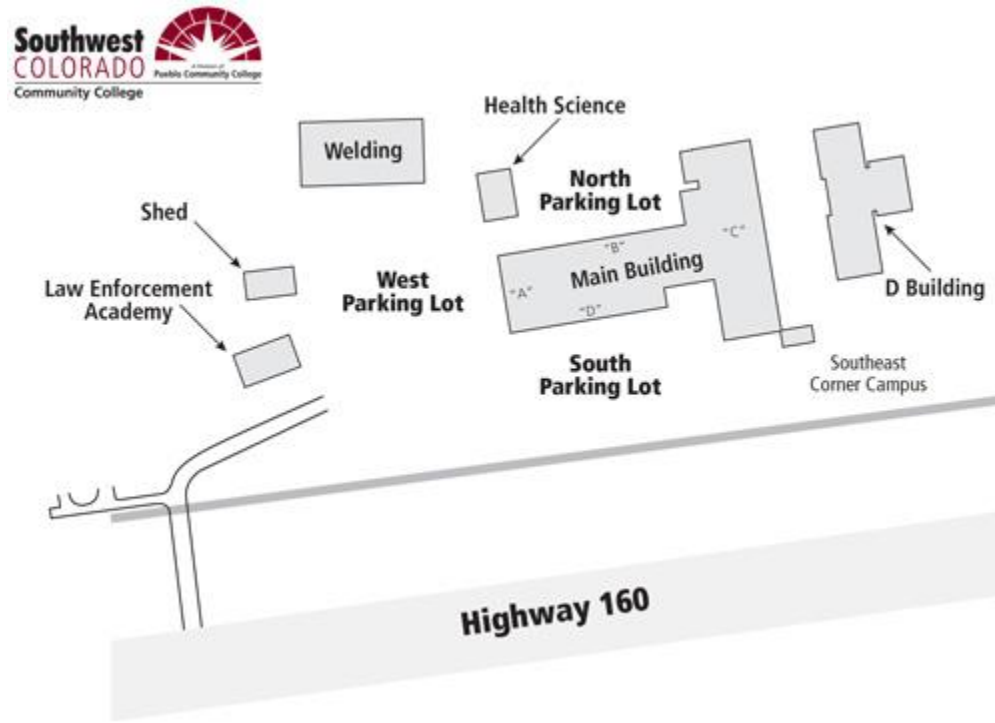 Southwest
COLORADO
Community College
A Division of
Pueblo Community College
Health Science
Welding
North
Parking Lot
Shed
"B"
"C"
Main Building
West
Parking Lot
"A"
"D"
Law Enforcement
Academy
D Building
South
Parking Lot
Southeast
Corner Campus
Highway 160